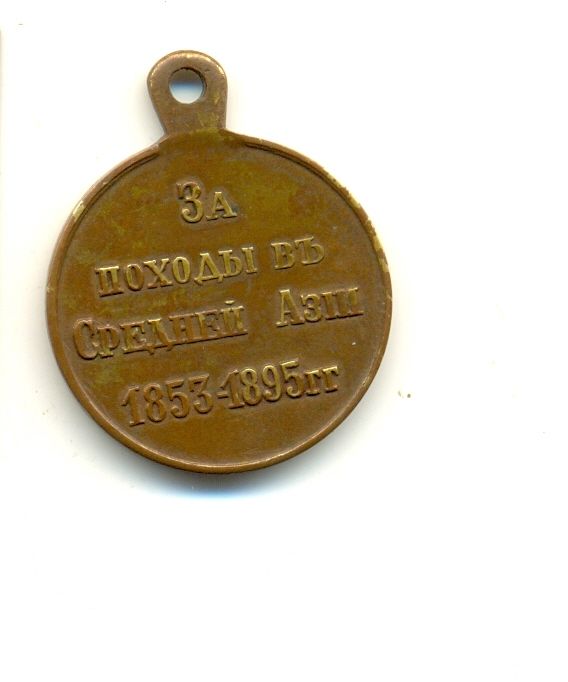 За
походы въ
Средней Азіи
1853-1895гг